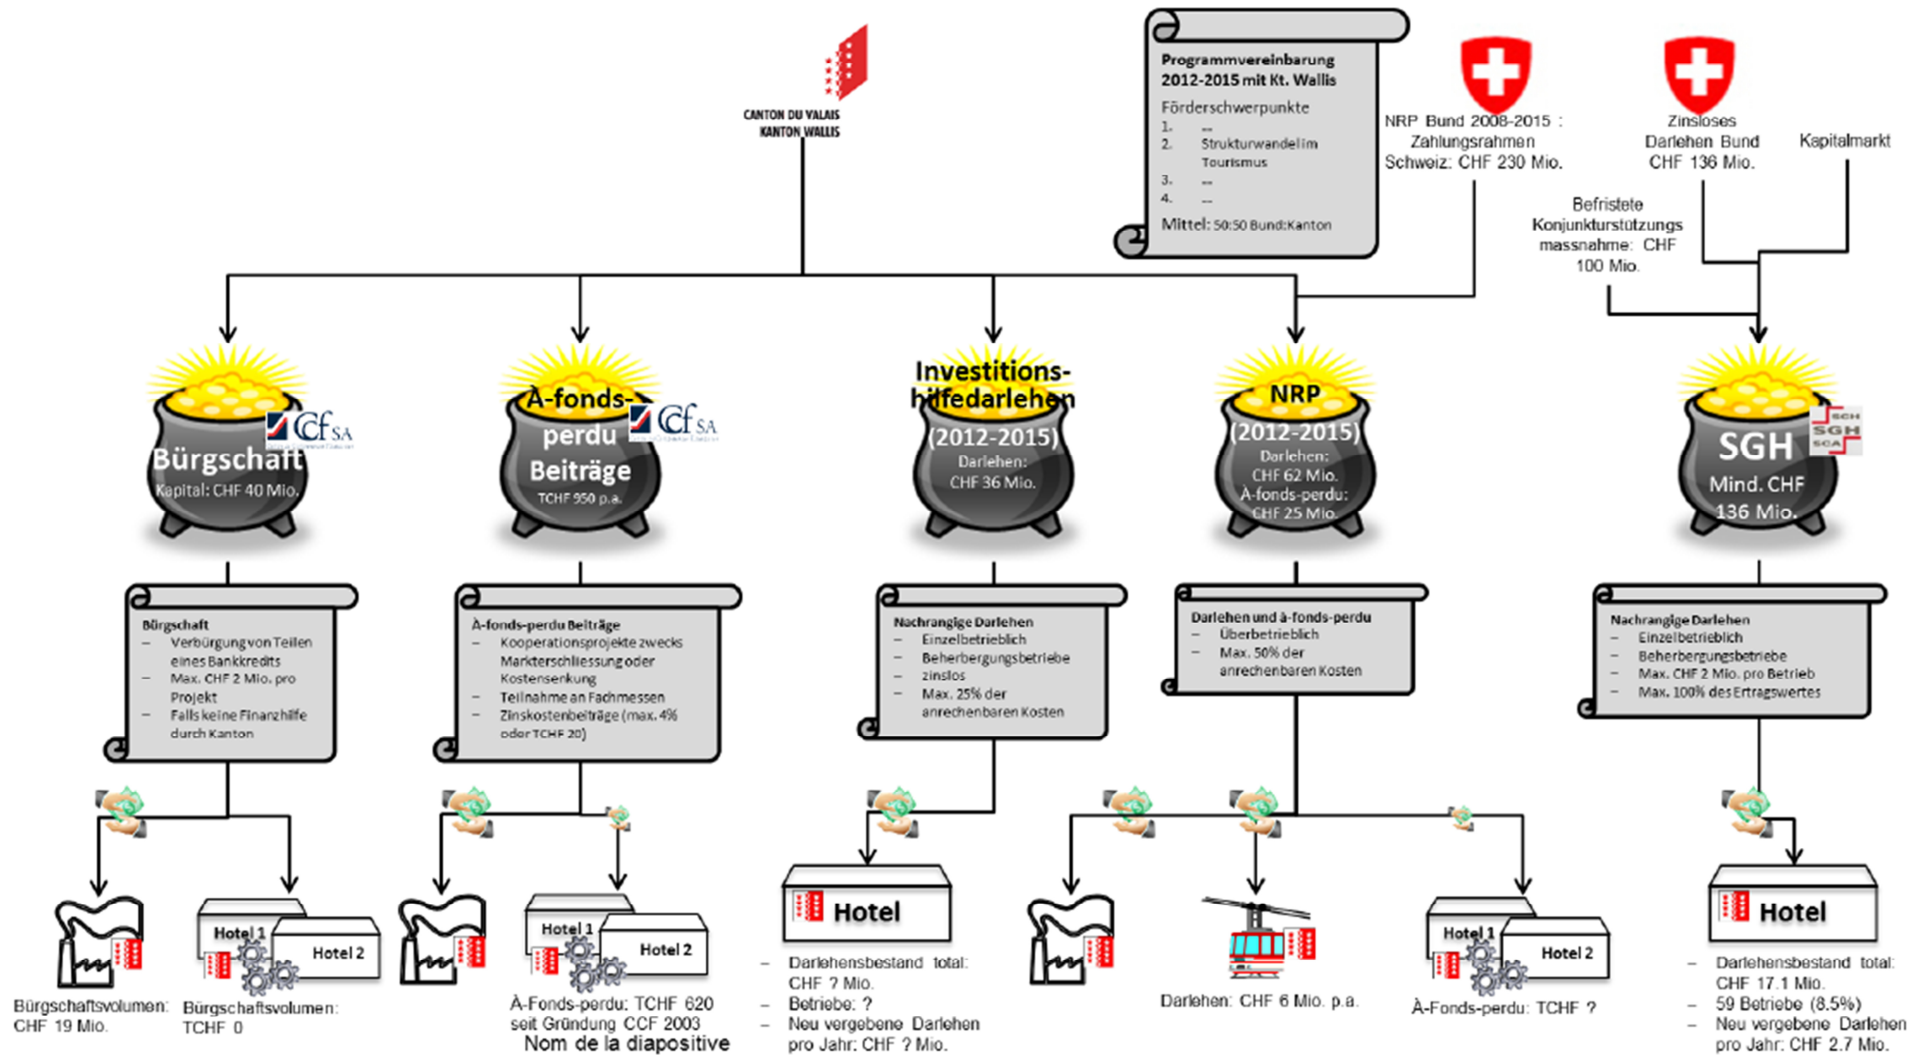 CANTON DU VALAIS
KANTON WALLIS
Programmvereinbarung
2012-2015 mit Kt. Wallis
Förderschwerpunkte
1. --
2. Strukturwandel im
Tourismus
3. --
4. --
Mittel: 50:50 Bund:Kanton
NRP Bund 2008-2015 :
Zahlungsrahmen
Schweiz: CHF 230 Mio.
Zinsloses
Darlehen Bund
CHF 136 Mio.
Kapitalmarkt
Befristete
Konjunkturstützungs
massnahme: CHF
100 Mio.
CCF SA
Bürgschaft
Kapital: CHF 40 Mio.
À-fonds-
perdu
Beiträge
TCHF 950 p.a.
CCF SA
Investitions-
hilfedarlehen
(2012-2015)
Darlehen:
CHF 36 Mio.
NRP
(2012-2015)
Darlehen:
CHF 62 Mio.
À-fonds-perdu:
CHF 25 Mio.
SCH
SGH
SCA
SGH
Mind. CHF
136 Mio.
Bürgschaft
– Verbürgung von Teilen
eines Bankkredits
– Max. CHF 2 Mio. pro
Projekt
– Falls keine Finanzhilfe
durch Kanton
À-fonds-perdu Beiträge
– Kooperationsprojekte zwecks
Markterschliessung oder
Kostensenkung
– Teilnahme an Fachmessen
– Zinskostenbeiträge (max. 4%
oder TCHF 20)
Nachrangige Darlehen
– Einzelbetrieblich
– Beherbergungsbetriebe
– zinslos
– Max. 25% der
anrechenbaren Kosten
Darlehen und à-fonds-perdu
– Überbetrieblich
– Max. 50% der
anrechenbaren Kosten
Nachrangige Darlehen
– Einzelbetrieblich
– Beherbergungsbetriebe
– Max. CHF 2 Mio. pro Betrieb
– Max. 100% des Ertragswertes
Bürgschaftsvolumen:
CHF 19 Mio.
Hotel 1
Hotel 2
Bürgschaftsvolumen:
TCHF 0
Hotel 1
Hotel 2
À-Fonds-perdu: TCHF 620
seit Gründung CCF 2003
Nom de la diapositive
Hotel
– Darlehensbestand total:
CHF ? Mio.
– Betriebe: ?
– Neu vergebene Darlehen
pro Jahr: CHF ? Mio.
Darlehen: CHF 6 Mio. p.a.
Hotel 1
Hotel 2
À-Fonds-perdu: TCHF ?
Hotel
– Darlehensbestand total:
CHF 17.1 Mio.
– 59 Betriebe (8.5%)
– Neu vergebene Darlehen
pro Jahr: CHF 2.7 Mio.